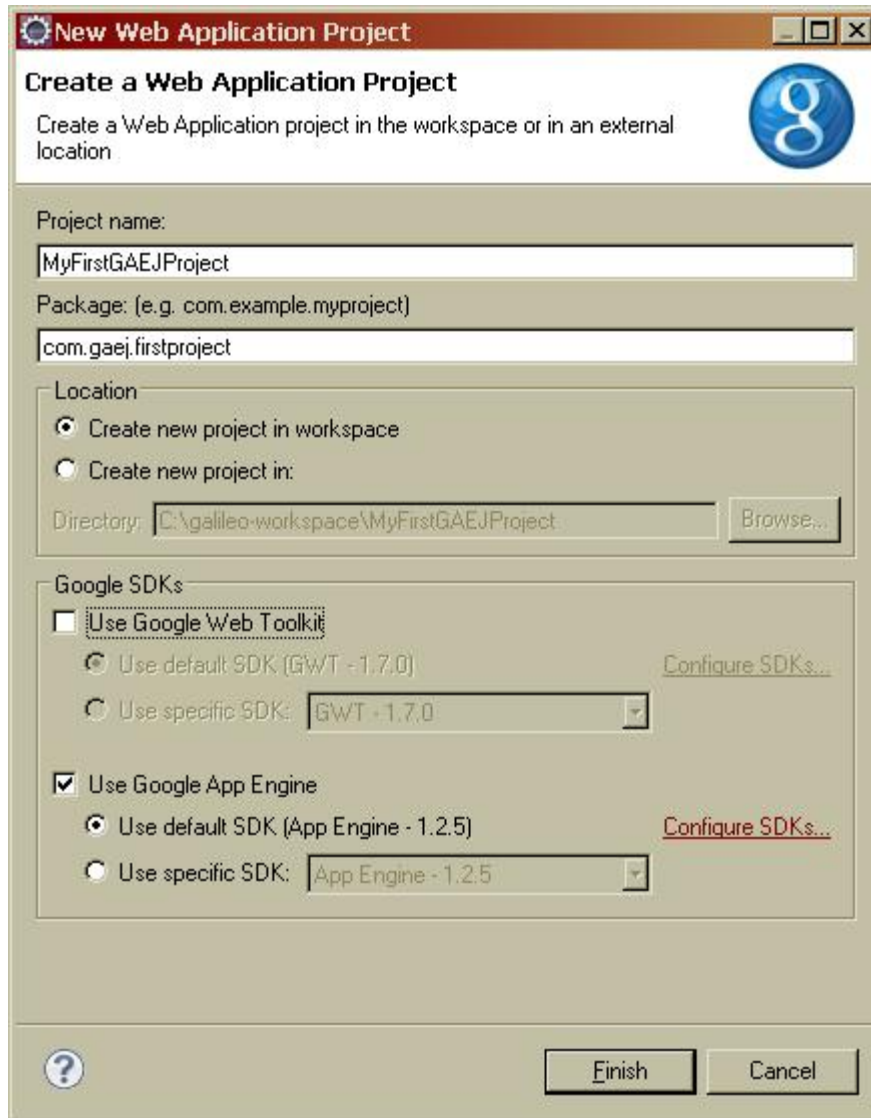 New Web Application Project
Create a Web Application Project
Create a Web Application project in the workspace or in an external
location
Project name:
MyFirstGAEJProject
Package: (e.g. com.example.myproject)
com.gaej.firstproject
Location
Create new project in workspace
Create new project in:
Directory: C:\galileo-workspace\MyFirstGAEJProject Browse...
Google SDKs
Use Google Web Toolkit
Use default SDK (GWT - 1.7.0) Configure SDKs...
Use specific SDK: GWT - 1.7.0
Use Google App Engine
Use default SDK (App Engine - 1.2.5) Configure SDKs...
Use specific SDK: App Engine - 1.2.5
? Finish Cancel